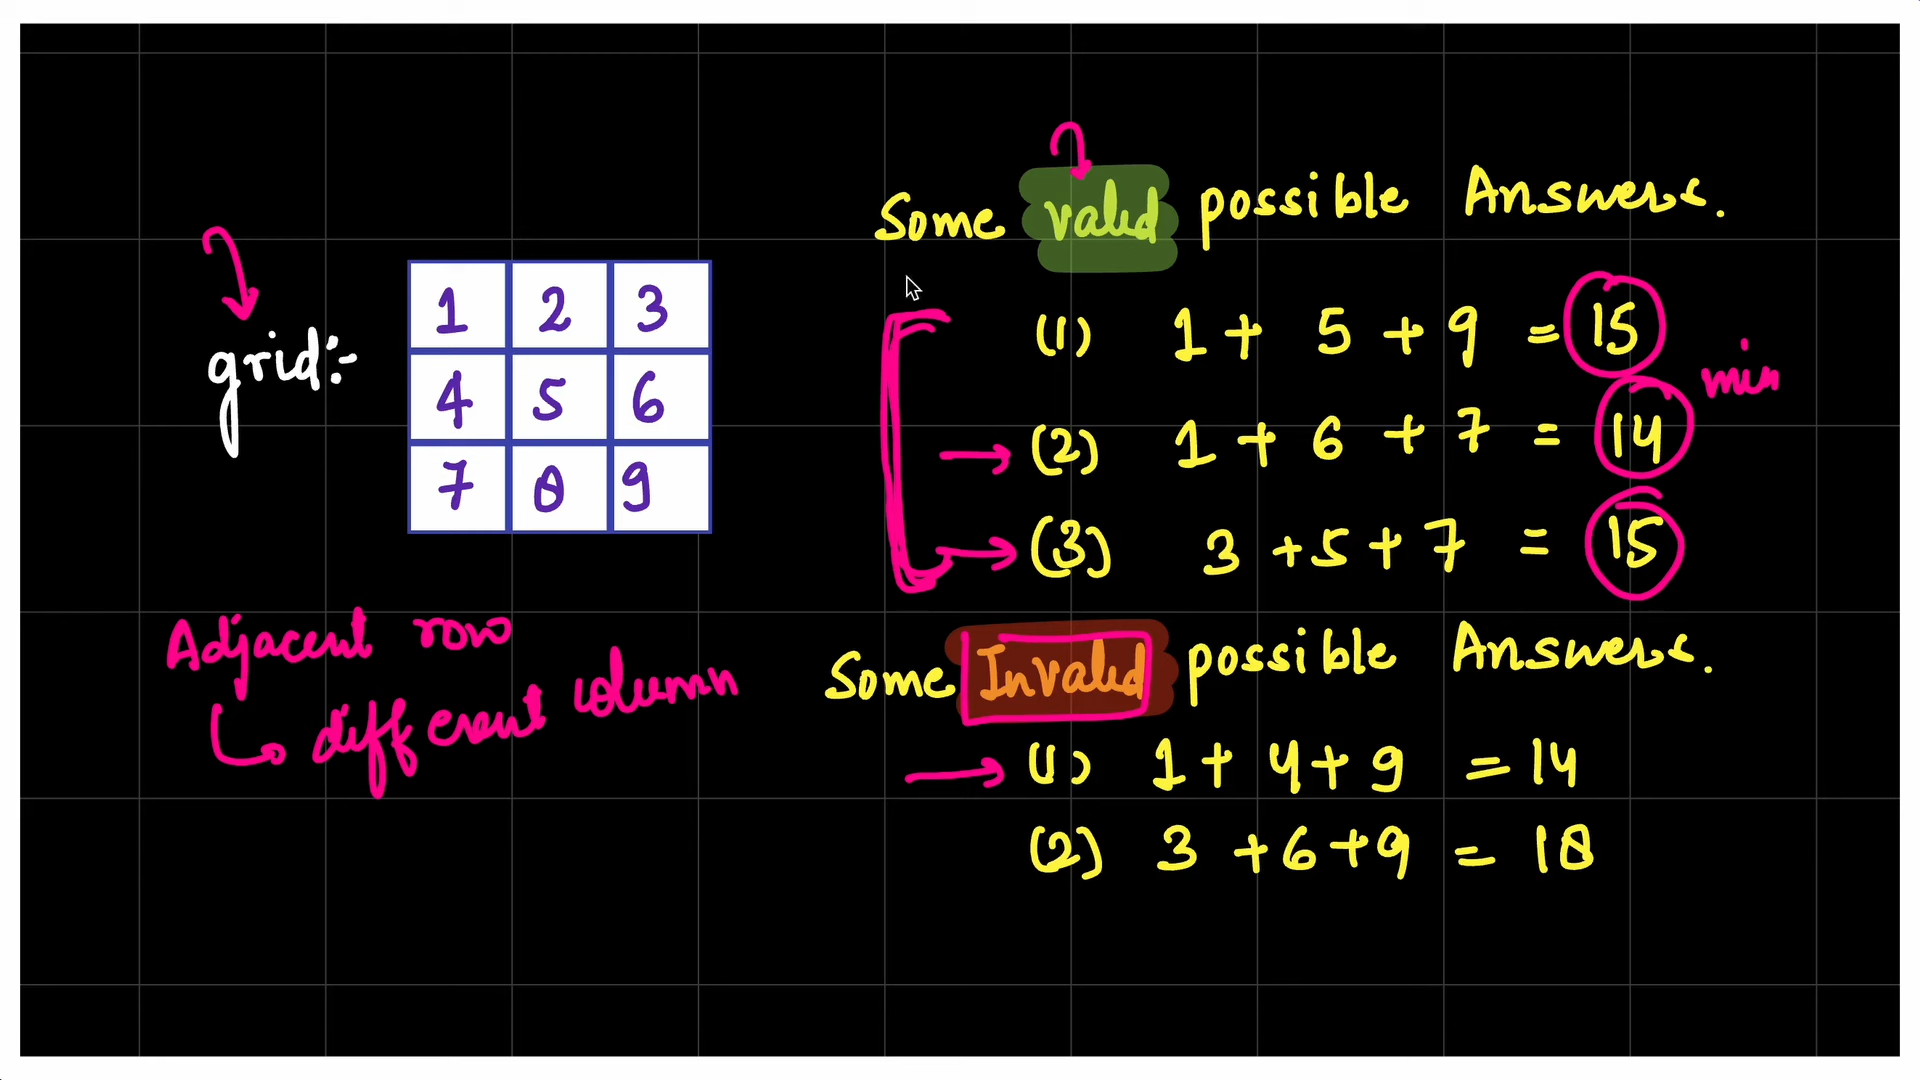 grid:-
1 2 3
4 5 6
7 8 9
Adjacent row
different column
Some valid possible Answers.
(1) 1 + 5 + 9 = 15
min
(2) 1 + 6 + 7 = 14
(3) 3 + 5 + 7 = 15
Some Invalid possible Answers.
(1) 1 + 4 + 9 = 14
(2) 3 + 6 + 9 = 18